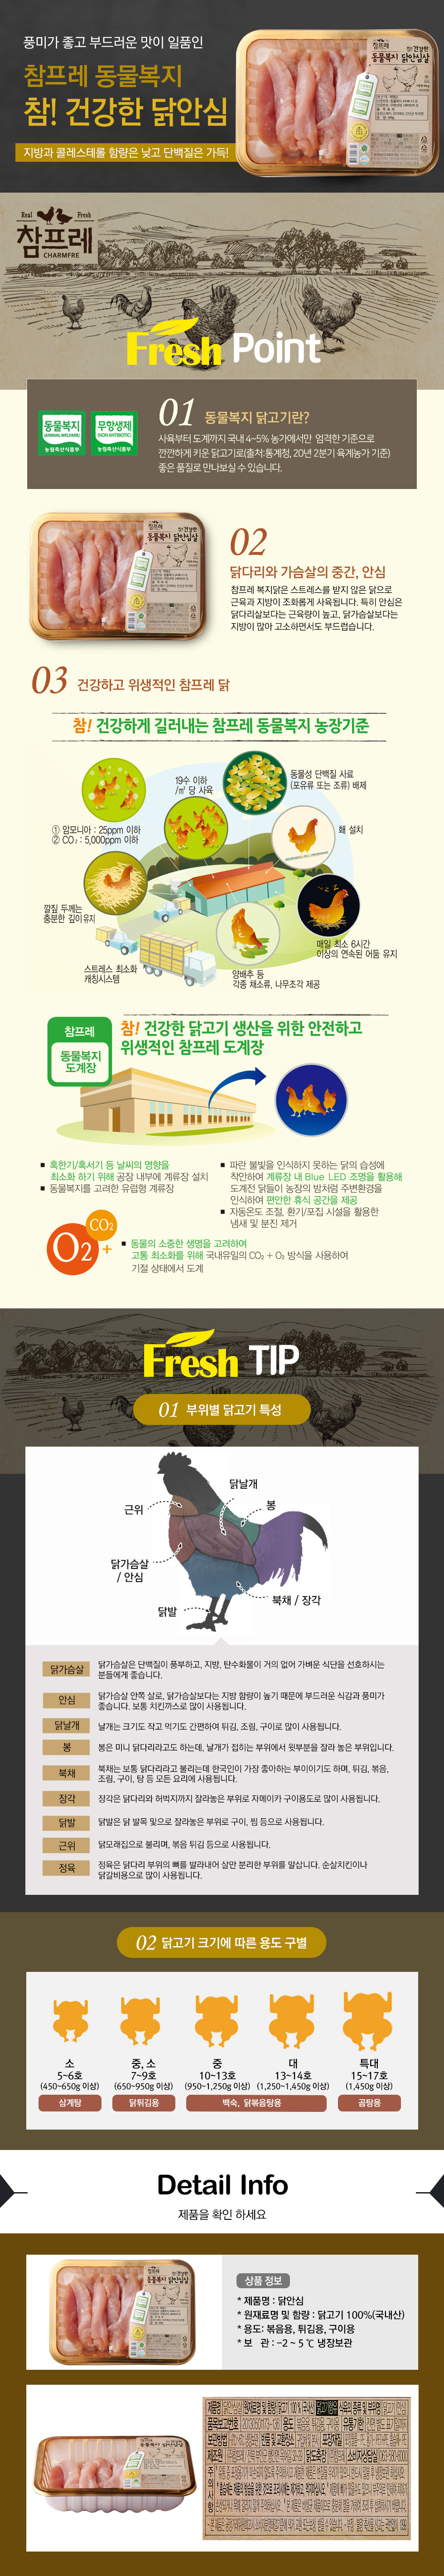 풍미가 좋고 부드러운 맛이 일품인
참프레 동물복지
참! 건강한 닭안심
지방과 콜레스테롤 함량은 낮고 단백질은 가득!
Real Fresh
참프레
CHARMFRE
Fresh Point
동물복지
(ANIMAL WELFARE)
농림축산식품부
무항생제
(NON ANTIBIOTIC)
농림축산식품부
01 동물복지 닭고기란?
사육부터 도계까지 국내 4~5% 농가에서만 엄격한 기준으로
깐깐하게 키운 닭고기로(출처:통계청, 20년 2분기 육계농가 기준)
좋은 품질로 만나보실 수 있습니다.
02
닭다리와 가슴살의 중간, 안심
참프레 복지닭은 스트레스를 받지 않은 닭으로
근육과 지방이 조화롭게 사육됩니다. 특히 안심은
닭다리살보다는 근육량이 높고, 닭가슴살보다는
지방이 많아 고소하면서도 부드럽습니다.
03 건강하고 위생적인 참프레 닭
참! 건강하게 길러내는 참프레 동물복지 농장기준
19수 이하
/㎡ 당 사육
동물성 단백질 사료
(포유류 또는 조류) 배제
① 암모니아 : 25ppm 이하
② CO₂ : 5,000ppm 이하
홰 설치
깔짚 두께는
충분한 깊이유지
매일 최소 6시간
이상의 연속된 어둠 유지
스트레스 최소화
캐칭시스템
양배추 등
각종 채소류, 나무조각 제공
참프레
동물복지
도계장
참! 건강한 닭고기 생산을 위한 안전하고
위생적인 참프레 도계장
■ 혹한기/혹서기 등 날씨의 영향을
최소화 하기 위해 공장 내부에 계류장 설치
■ 동물복지를 고려한 유럽형 계류장
■ 파란 불빛을 인식하지 못하는 닭의 습성에
착안하여 계류장 내 Blue LED 조명을 활용해
도계전 닭들이 농장의 밤처럼 주변환경을
인식하여 편안한 휴식 공간을 제공
■ 자동온도 조절, 환기/포집 시설을 활용한
냄새 및 분진 제거
O₂ + CO₂
■ 동물의 소중한 생명을 고려하여
고통 최소화를 위해 국내유일의 CO₂ + O₂ 방식을 사용하여
기절 상태에서 도계
Fresh TIP
01 부위별 닭고기 특성
닭날개
근위
봉
닭가슴살
/ 안심
북채 / 장각
닭발
닭가슴살 닭가슴살은 단백질이 풍부하고, 지방, 탄수화물이 거의 없어 가벼운 식단을 선호하시는
분들에게 좋습니다.
안심 닭가슴살 안쪽 살로, 닭가슴살보다는 지방 함량이 높기 때문에 부드러운 식감과 풍미가
좋습니다. 보통 치킨까스로 많이 사용됩니다.
닭날개 날개는 크기도 작고 먹기도 간편하여 튀김, 조림, 구이로 많이 사용됩니다.
봉 봉은 미니 닭다리라고도 하는데, 날개가 접히는 부위에서 윗부분을 잘라 놓은 부위입니다.
북채 북채는 보통 닭다리라고 불리는데 한국인이 가장 좋아하는 부이이기도 하며, 튀김, 볶음,
조림, 구이, 탕 등 모든 요리에 사용됩니다.
장각 장각은 닭다리와 허벅지까지 잘라놓은 부위로 자메이카 구이용도로 많이 사용됩니다.
닭발 닭발은 닭 발목 및으로 잘라놓은 부위로 구이, 찜 등으로 사용됩니다.
근위 닭모래집으로 불리며, 볶음 튀김 등으로 사용됩니다.
정육 정육은 닭다리 부위의 뼈를 발라내어 살만 분리한 부위를 말삽니다. 순살치킨이나
닭갈비용으로 많이 사용됩니다.
02 닭고기 크기에 따른 용도 구별
소 중, 소 중 대 특대
5~6호 7~9호 10~13호 13~14호 15~17호
(450~650g 이상) (650~950g 이상) (950~1,250g 이상) (1,250~1,450g 이상) (1,450g 이상)
삼계탕 닭튀김용 백숙, 닭볶음탕용 곰탕용
Detail Info
제품을 확인 하세요
상품 정보
* 제품명 : 닭안심
* 원재료명 및 함량 : 닭고기 100%(국내산)
* 용도: 볶음용, 튀김용, 구이용
* 보 관 : -2 ~ 5 ℃ 냉장보관